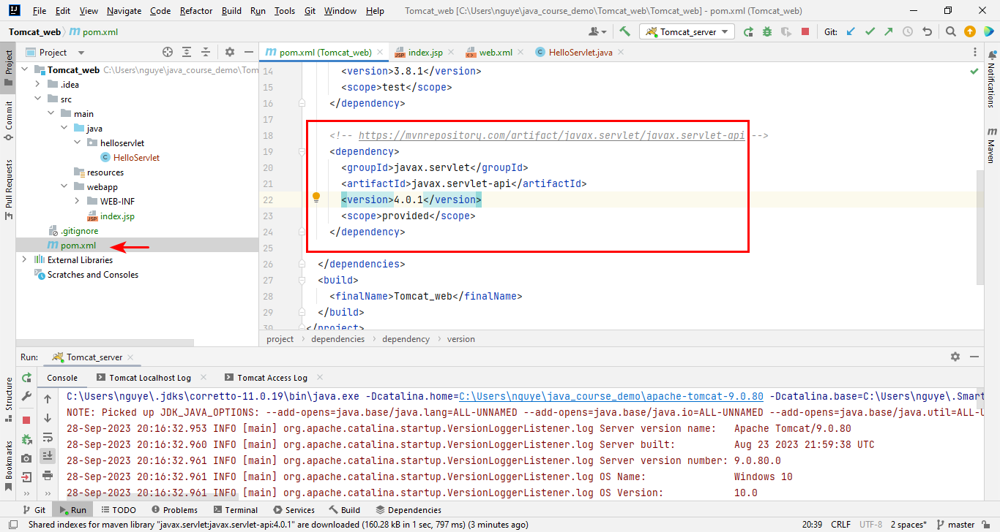 File Edit View Navigate Code Refactor Build Run Tools Git Window Help Tomcat_web [C:\Users\nguye\java_course_demo\Tomcat_web\Tomcat_web] - pom.xml (Tomcat_web)
Tomcat_web pom.xml Tomcat_server Git:
Project pom.xml (Tomcat_web) index.jsp web.xml HelloServlet.java
Project
Commit
Pull Requests
Structure
Bookmarks
Tomcat_web C:\Users\nguye\java_course_demo\Tom
.idea
src
main
java
helloservlet
HelloServlet
resources
webapp
WEB-INF
index.jsp
.gitignore
pom.xml
External Libraries
Scratches and Consoles
14 <version>3.8.1</version>
15 <scope>test</scope>
16 </dependency>
17
18 <!-- https://mvnrepository.com/artifact/javax.servlet/javax.servlet-api -->
19 <dependency>
20 <groupId>javax.servlet</groupId>
21 <artifactId>javax.servlet-api</artifactId>
22 <version>4.0.1</version>
23 <scope>provided</scope>
24 </dependency>
25
26 </dependencies>
27 <build>
28 <finalName>Tomcat_web</finalName>
29 </build>
30 </project>
project dependencies dependency version
Notifications
Maven
Run: Tomcat_server
Console Tomcat Localhost Log Tomcat Access Log
C:\Users\nguye\.jdks\corretto-11.0.19\bin\java.exe -Dcatalina.home=C:\Users\nguye\java_course_demo\apache-tomcat-9.0.80 -Dcatalina.base=C:\Users\nguye\.Smart
NOTE: Picked up JDK_JAVA_OPTIONS: --add-opens=java.base/java.lang=ALL-UNNAMED --add-opens=java.base/java.io=ALL-UNNAMED --add-opens=java.base/java.util=ALL-U
28-Sep-2023 20:16:32.953 INFO [main] org.apache.catalina.startup.VersionLoggerListener.log Server version name: Apache Tomcat/9.0.80
28-Sep-2023 20:16:32.960 INFO [main] org.apache.catalina.startup.VersionLoggerListener.log Server built: Aug 23 2023 21:59:38 UTC
28-Sep-2023 20:16:32.961 INFO [main] org.apache.catalina.startup.VersionLoggerListener.log Server version number: 9.0.80.0
28-Sep-2023 20:16:32.961 INFO [main] org.apache.catalina.startup.VersionLoggerListener.log OS Name: Windows 10
28-Sep-2023 20:16:32.961 INFO [main] org.apache.catalina.startup.VersionLoggerListener.log OS Version: 10.0
Git Run TODO Problems Terminal Services Build Dependencies
Shared indexes for maven library "javax.servlet:javax.servlet-api:4.0.1" are downloaded (160.28 kB in 1 sec, 797 ms) (3 minutes ago) 20:39 CRLF UTF-8 2 spaces* master